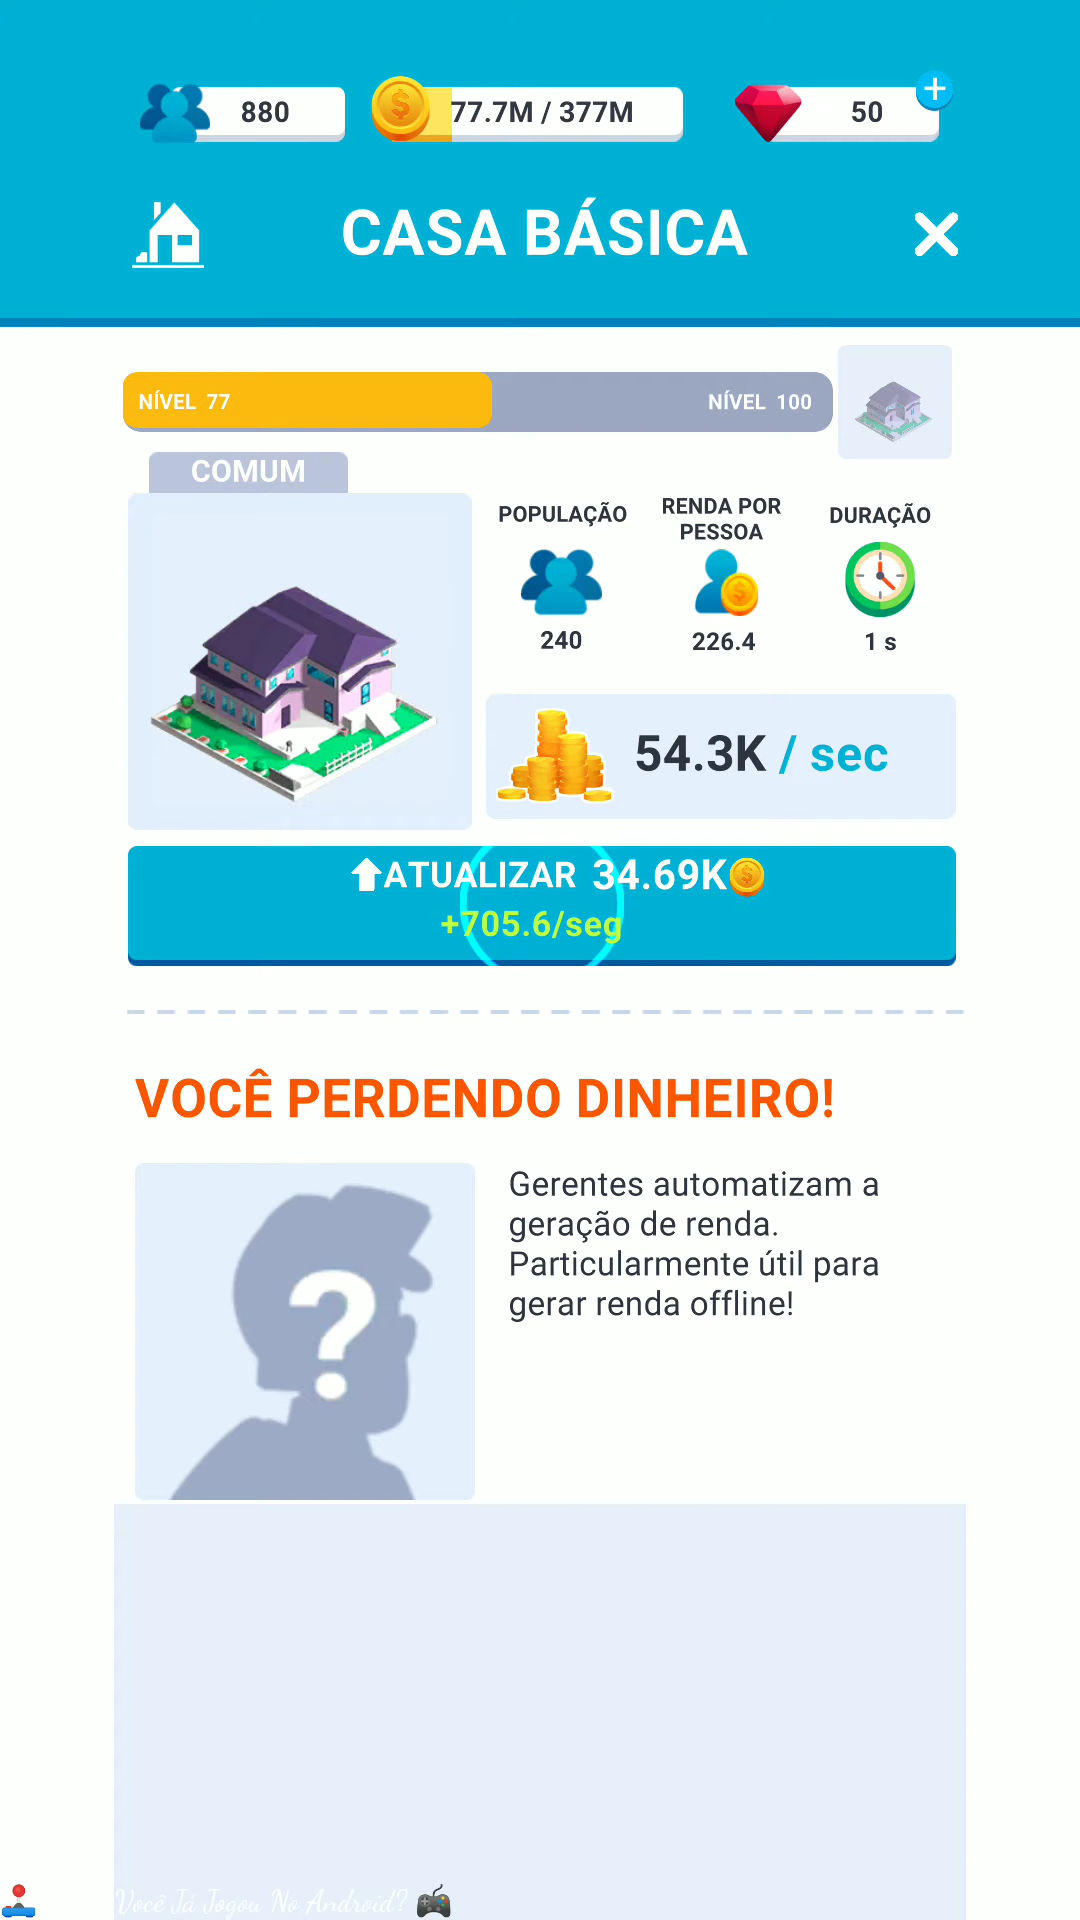 880
77.7M / 377M
50
+
CASA BÁSICA
NÍVEL 77
NÍVEL 100
COMUM
POPULAÇÃO
RENDA POR
PESSOA
DURAÇÃO
240
226.4
1 s
54.3K / sec
ATUALIZAR 34.69K
+705.6/seg
VOCÊ PERDENDO DINHEIRO!
Gerentes automatizam a
geração de renda.
Particularmente útil para
gerar renda offline!
?
Você Já Jogou No Android?